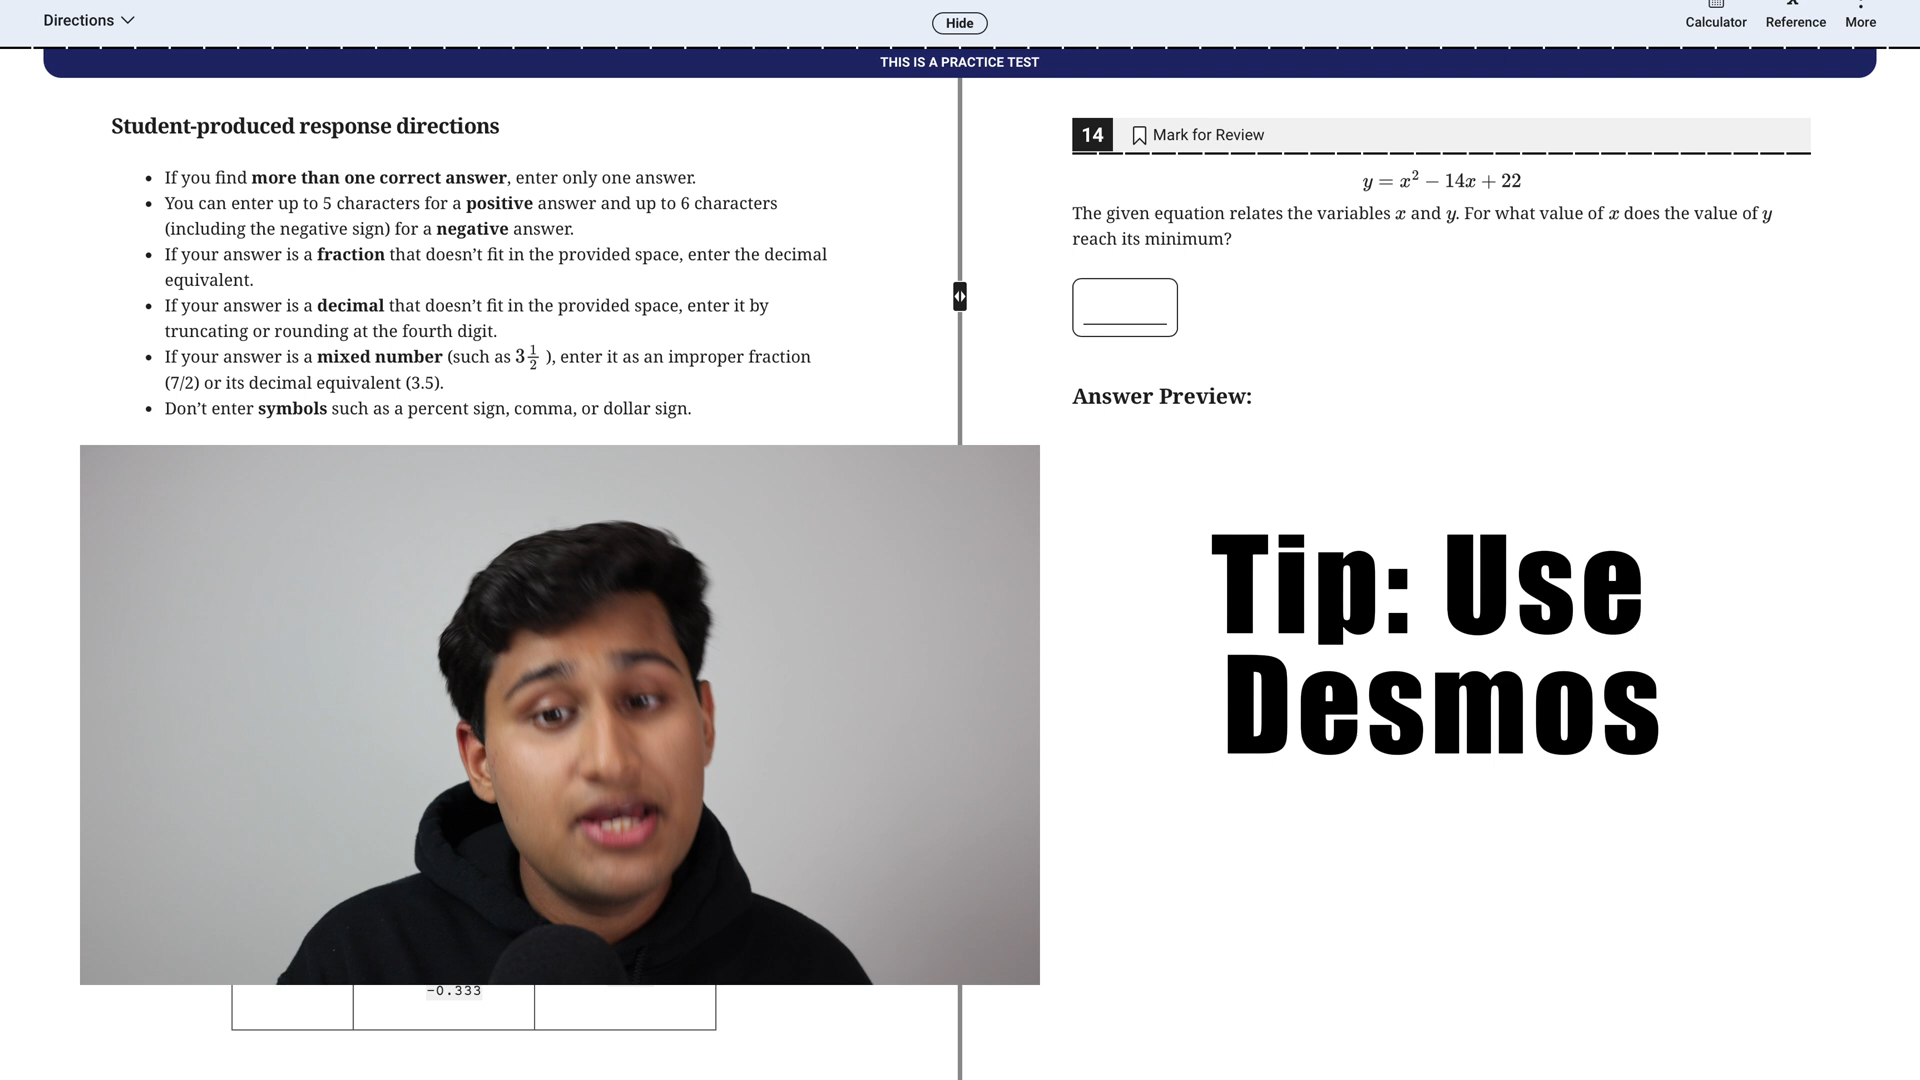 Directions
Hide
Calculator
Reference
More
THIS IS A PRACTICE TEST
Student-produced response directions
• If you find more than one correct answer, enter only one answer.
• You can enter up to 5 characters for a positive answer and up to 6 characters
(including the negative sign) for a negative answer.
• If your answer is a fraction that doesn’t fit in the provided space, enter the decimal
equivalent.
• If your answer is a decimal that doesn’t fit in the provided space, enter it by
truncating or rounding at the fourth digit.
• If your answer is a mixed number (such as 3 1/2 ), enter it as an improper fraction
(7/2) or its decimal equivalent (3.5).
• Don’t enter symbols such as a percent sign, comma, or dollar sign.
-0.333
14 Mark for Review
y = x² − 14x + 22
The given equation relates the variables x and y. For what value of x does the value of y
reach its minimum?
Answer Preview:
Tip: Use
Desmos